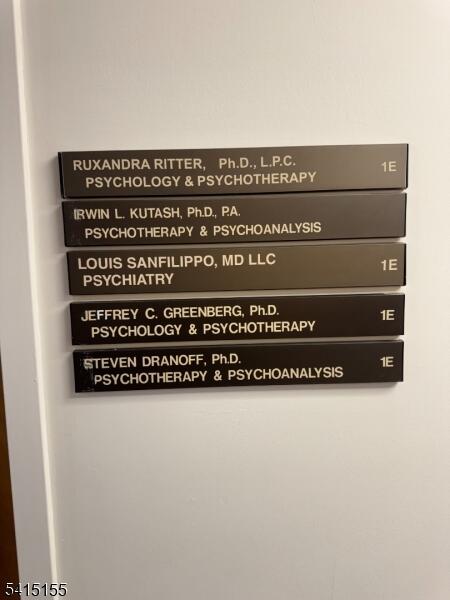 RUXANDRA RITTER, Ph.D., L.P.C. 1E
PSYCHOLOGY & PSYCHOTHERAPY
IRWIN L. KUTASH, Ph.D., P.A.
PSYCHOTHERAPY & PSYCHOANALYSIS
LOUIS SANFILIPPO, MD LLC 1E
PSYCHIATRY
JEFFREY C. GREENBERG, Ph.D. 1E
PSYCHOLOGY & PSYCHOTHERAPY
STEVEN DRANOFF, Ph.D. 1E
PSYCHOTHERAPY & PSYCHOANALYSIS
5415155